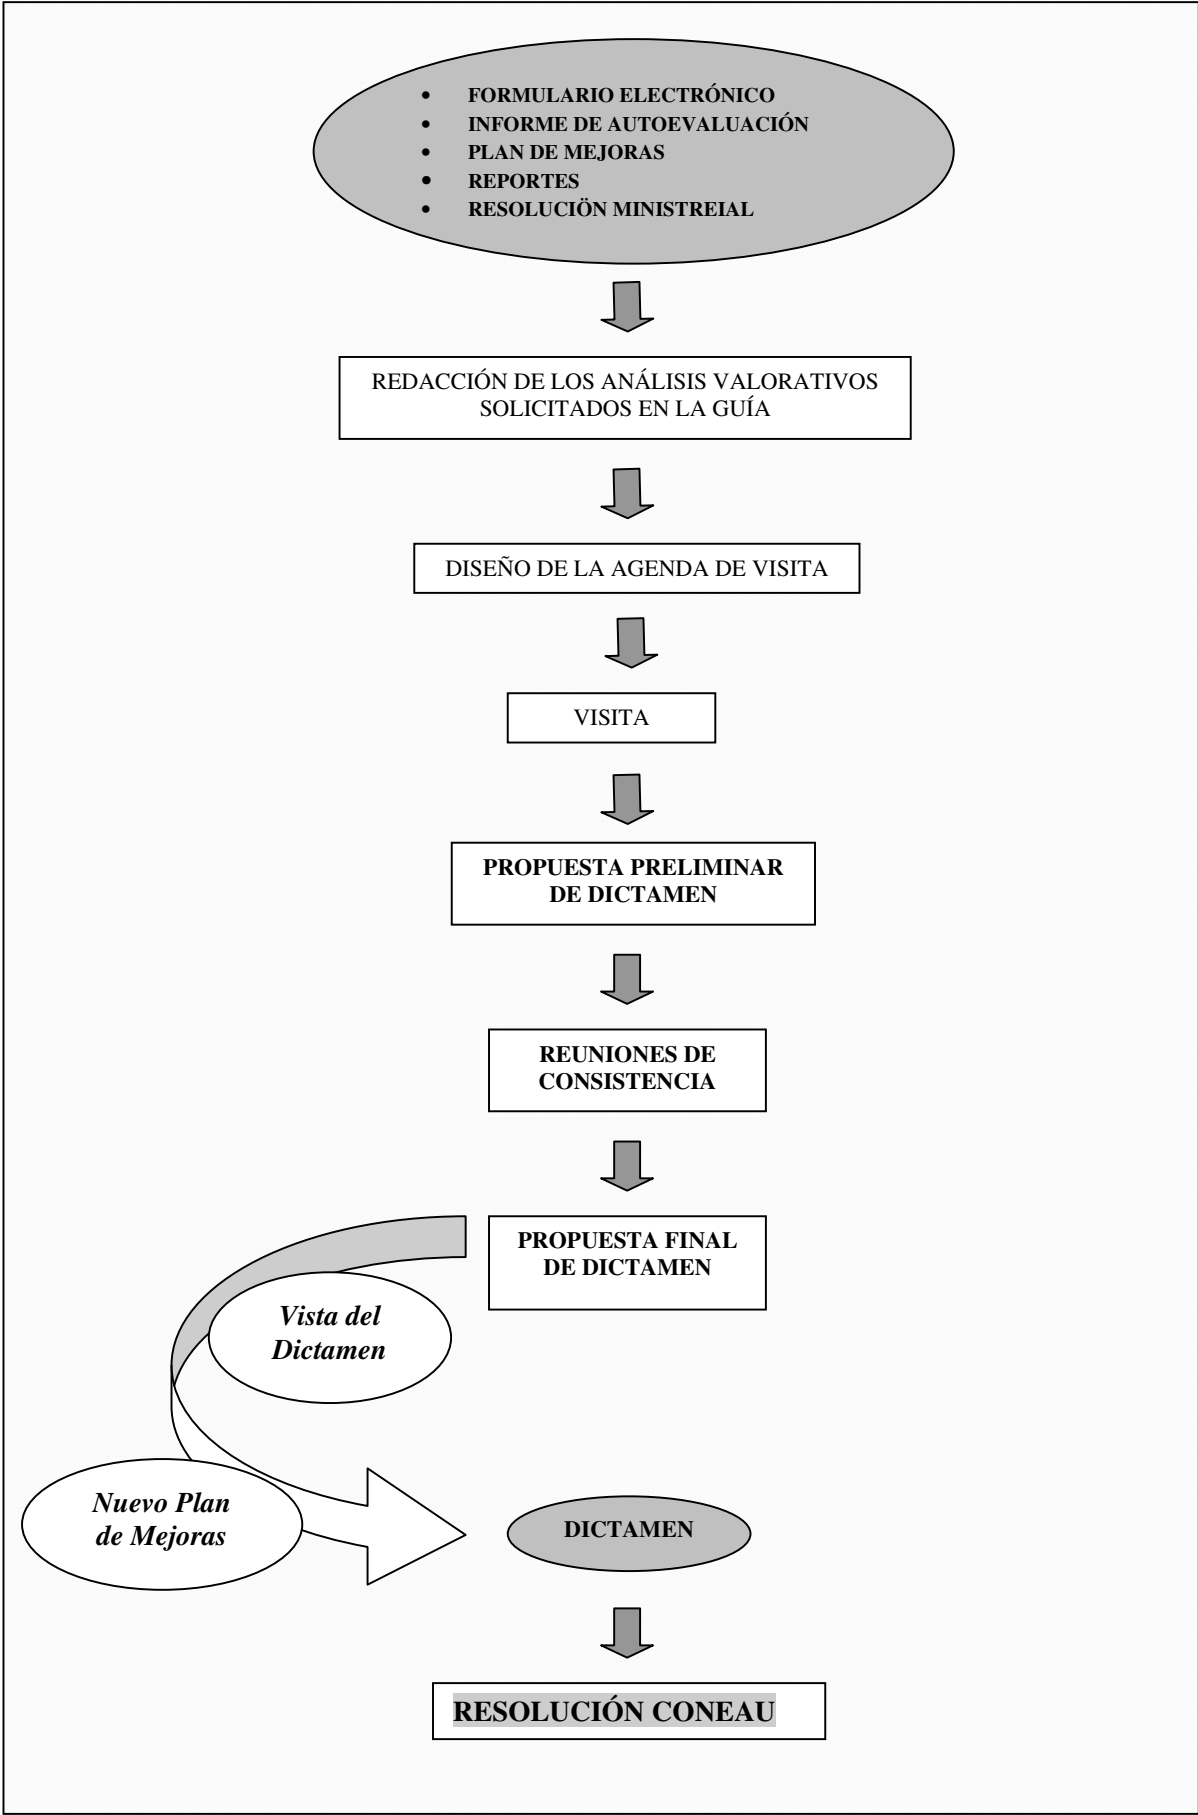 • FORMULARIO ELECTRÓNICO
• INFORME DE AUTOEVALUACIÓN
• PLAN DE MEJORAS
• REPORTES
• RESOLUCIÖN MINISTREIAL
REDACCIÓN DE LOS ANÁLISIS VALORATIVOS
SOLICITADOS EN LA GUÍA
DISEÑO DE LA AGENDA DE VISITA
VISITA
PROPUESTA PRELIMINAR
DE DICTAMEN
REUNIONES DE
CONSISTENCIA
PROPUESTA FINAL
DE DICTAMEN
Vista del
Dictamen
Nuevo Plan
de Mejoras
DICTAMEN
RESOLUCIÓN CONEAU